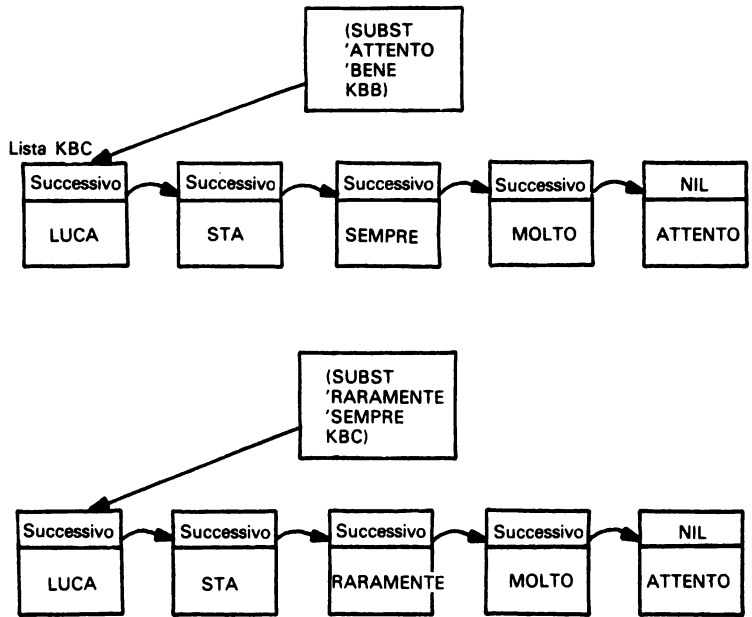 (SUBST
'ATTENTO
'BENE
KBB)
Lista KBC
Successivo Successivo Successivo Successivo NIL
LUCA STA SEMPRE MOLTO ATTENTO
(SUBST
'RARAMENTE
'SEMPRE
KBC)
Successivo Successivo Successivo Successivo NIL
LUCA STA RARAMENTE MOLTO ATTENTO